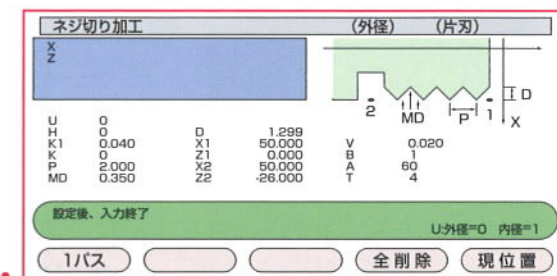 ネジ切り加工 (外径) (片刃)
X
Z
2 MD P 1 D
X
U 0
H 0 D 1.299
K1 0.040 X1 50.000 V 0.020
K 0 Z1 0.000 B 1
P 2.000 X2 50.000 A 60
MD 0.350 Z2 -26.000 T 4
設定後、入力終了
U:外径=0 内径=1
1パス 全削除 現位置